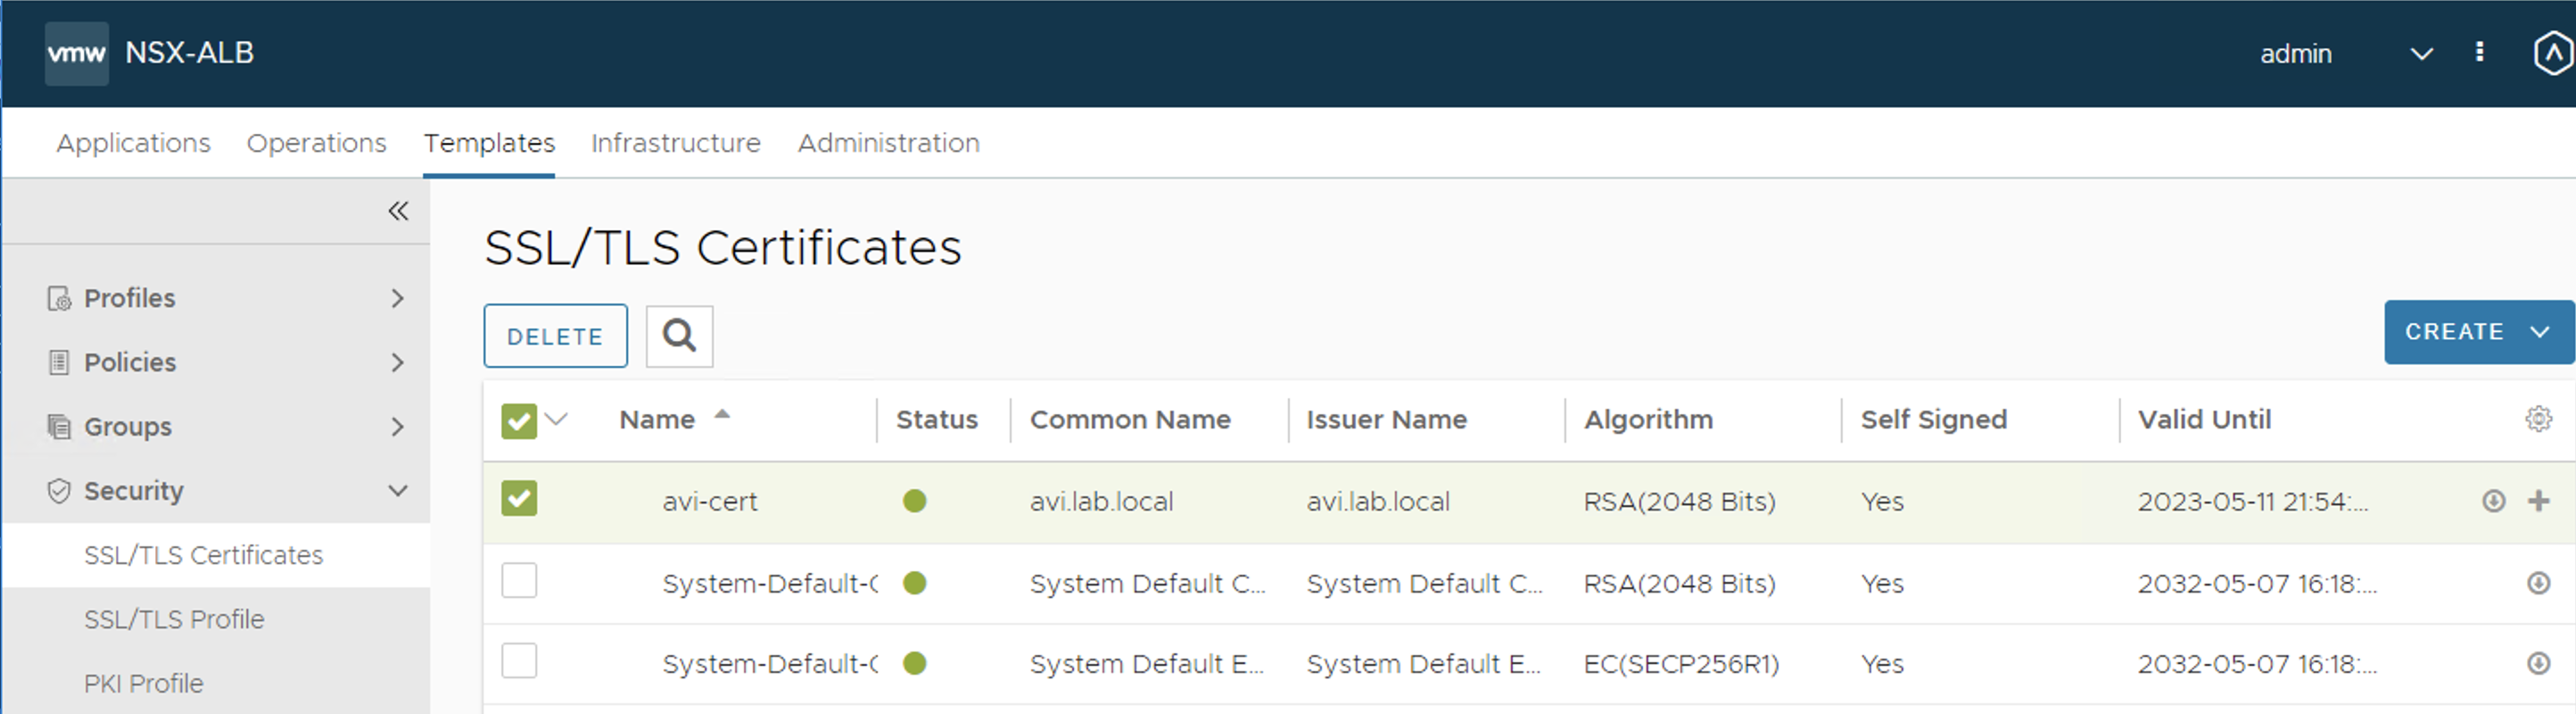 vmw NSX-ALB admin
Applications Operations Templates Infrastructure Administration
Profiles
Policies
Groups
Security
SSL/TLS Certificates
SSL/TLS Profile
PKI Profile
SSL/TLS Certificates
DELETE CREATE
Name Status Common Name Issuer Name Algorithm Self Signed Valid Until
avi-cert avi.lab.local avi.lab.local RSA(2048 Bits) Yes 2023-05-11 21:54:...
System-Default-C System Default C... System Default C... RSA(2048 Bits) Yes 2032-05-07 16:18:...
System-Default-C System Default E... System Default E... EC(SECP256R1) Yes 2032-05-07 16:18:...